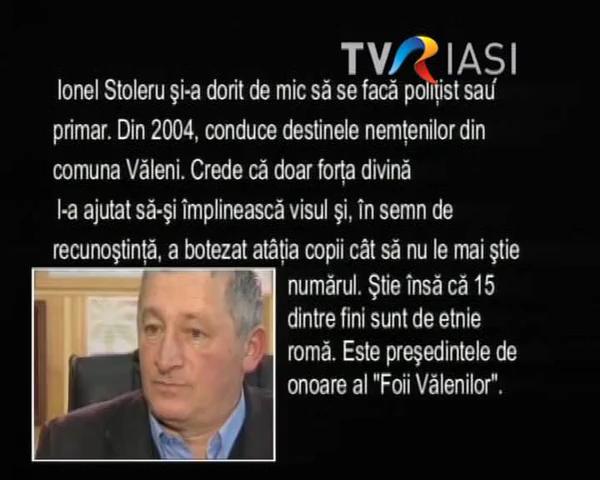 TVR IASI
Ionel Stoleru şi-a dorit de mic să se facă poliţist sau
primar. Din 2004, conduce destinele nemţenilor din
comuna Văleni. Crede că doar forţa divină
l-a ajutat să-şi împlinească visul şi, în semn de
recunoştinţă, a botezat atâţia copii cât să nu le mai ştie
numărul. Ştie însă că 15
dintre fini sunt de etnie
romă. Este preşedintele de
onoare al "Foii Vălenilor".